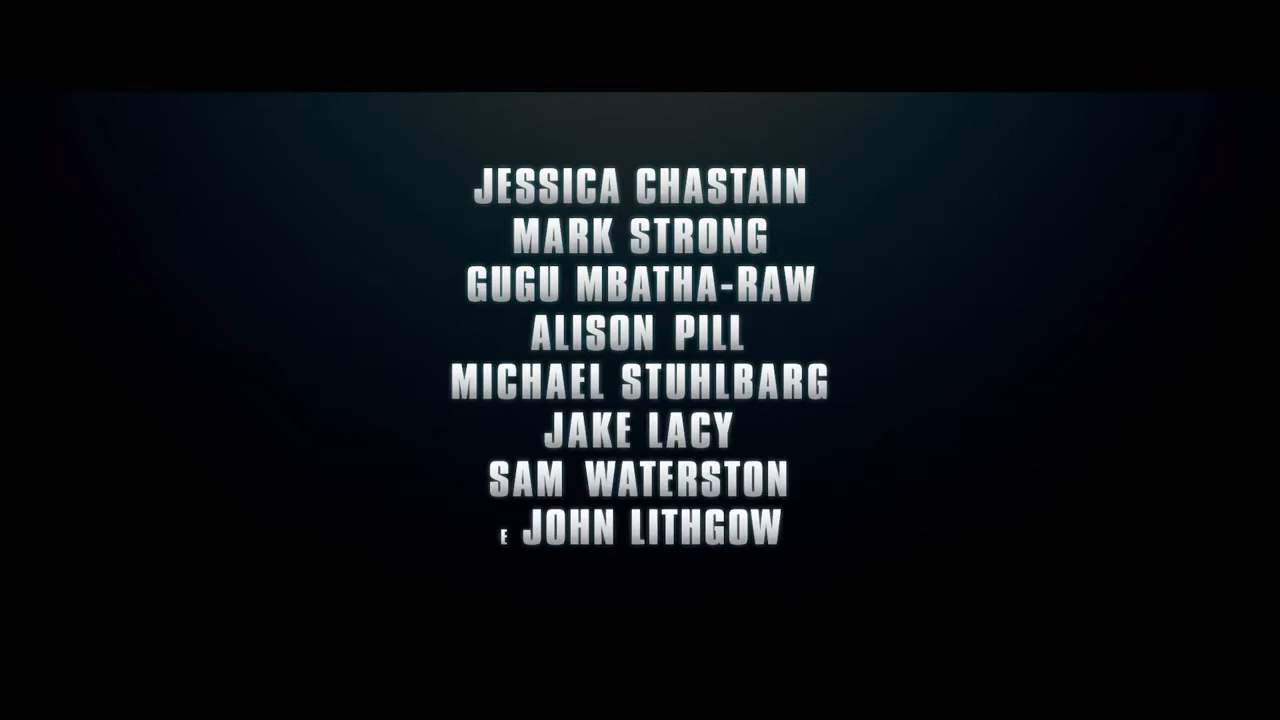 JESSICA CHASTAIN
MARK STRONG
GUGU MBATHA-RAW
ALISON PILL
MICHAEL STUHLBARG
JAKE LACY
SAM WATERSTON
E JOHN LITHGOW